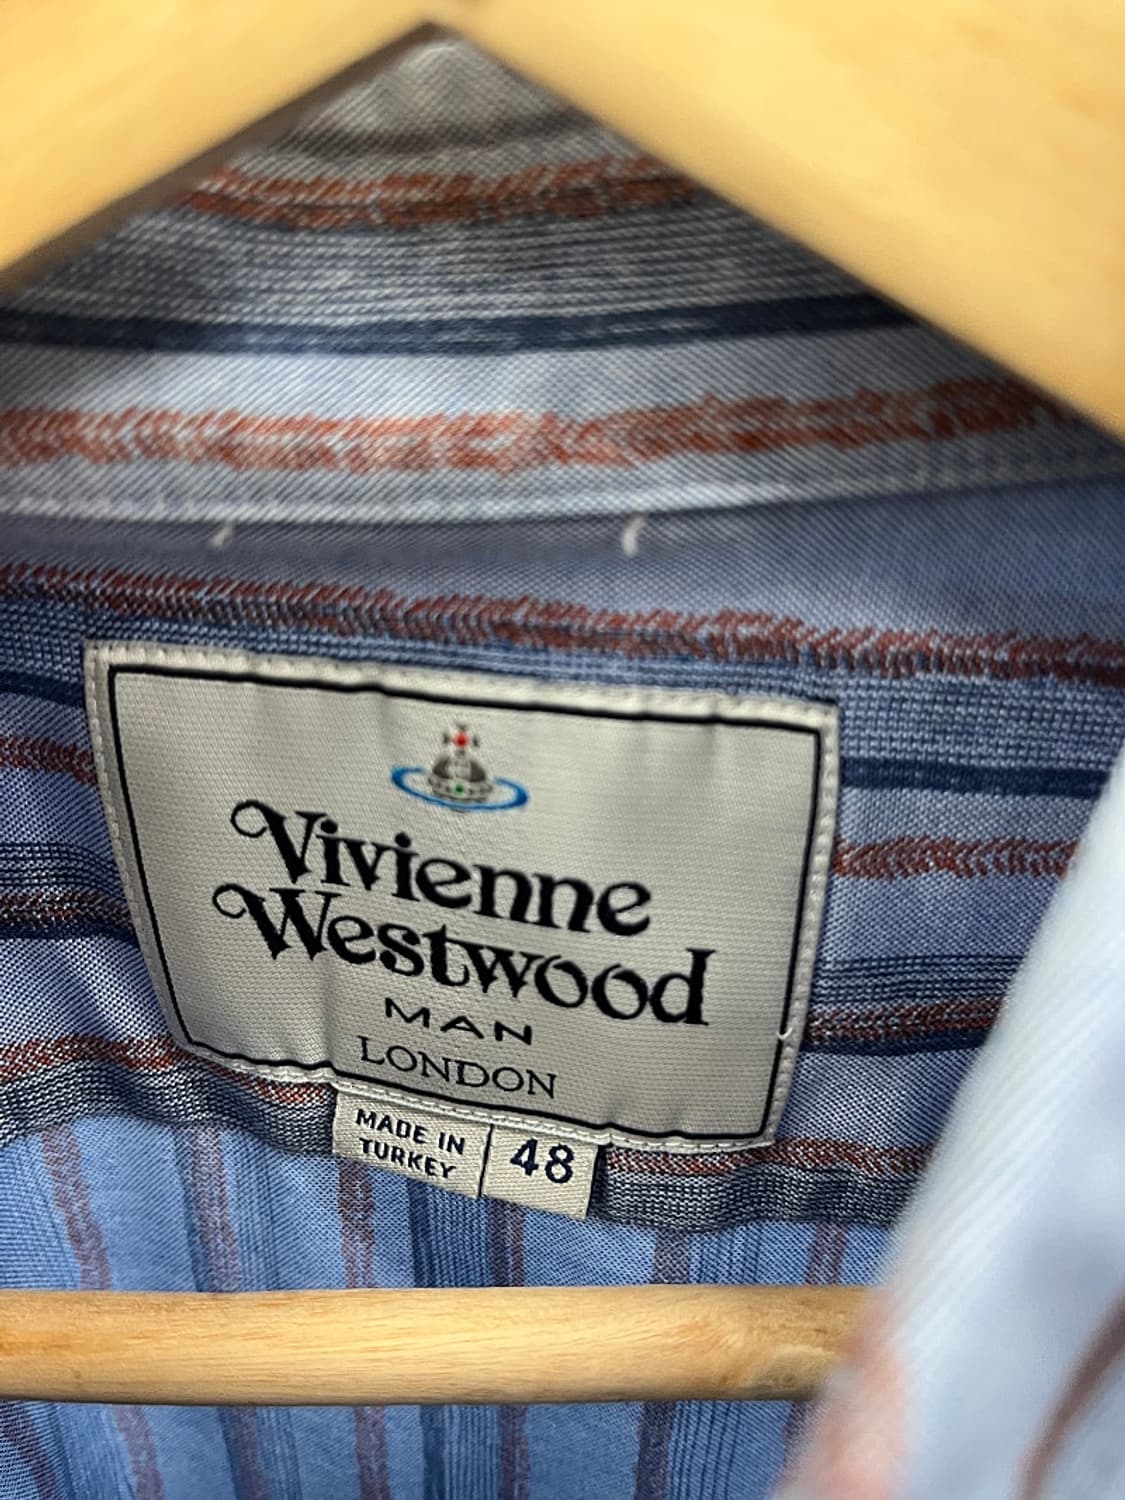 Vivienne
Westwood
MAN
LONDON
MADE IN
TURKEY
48